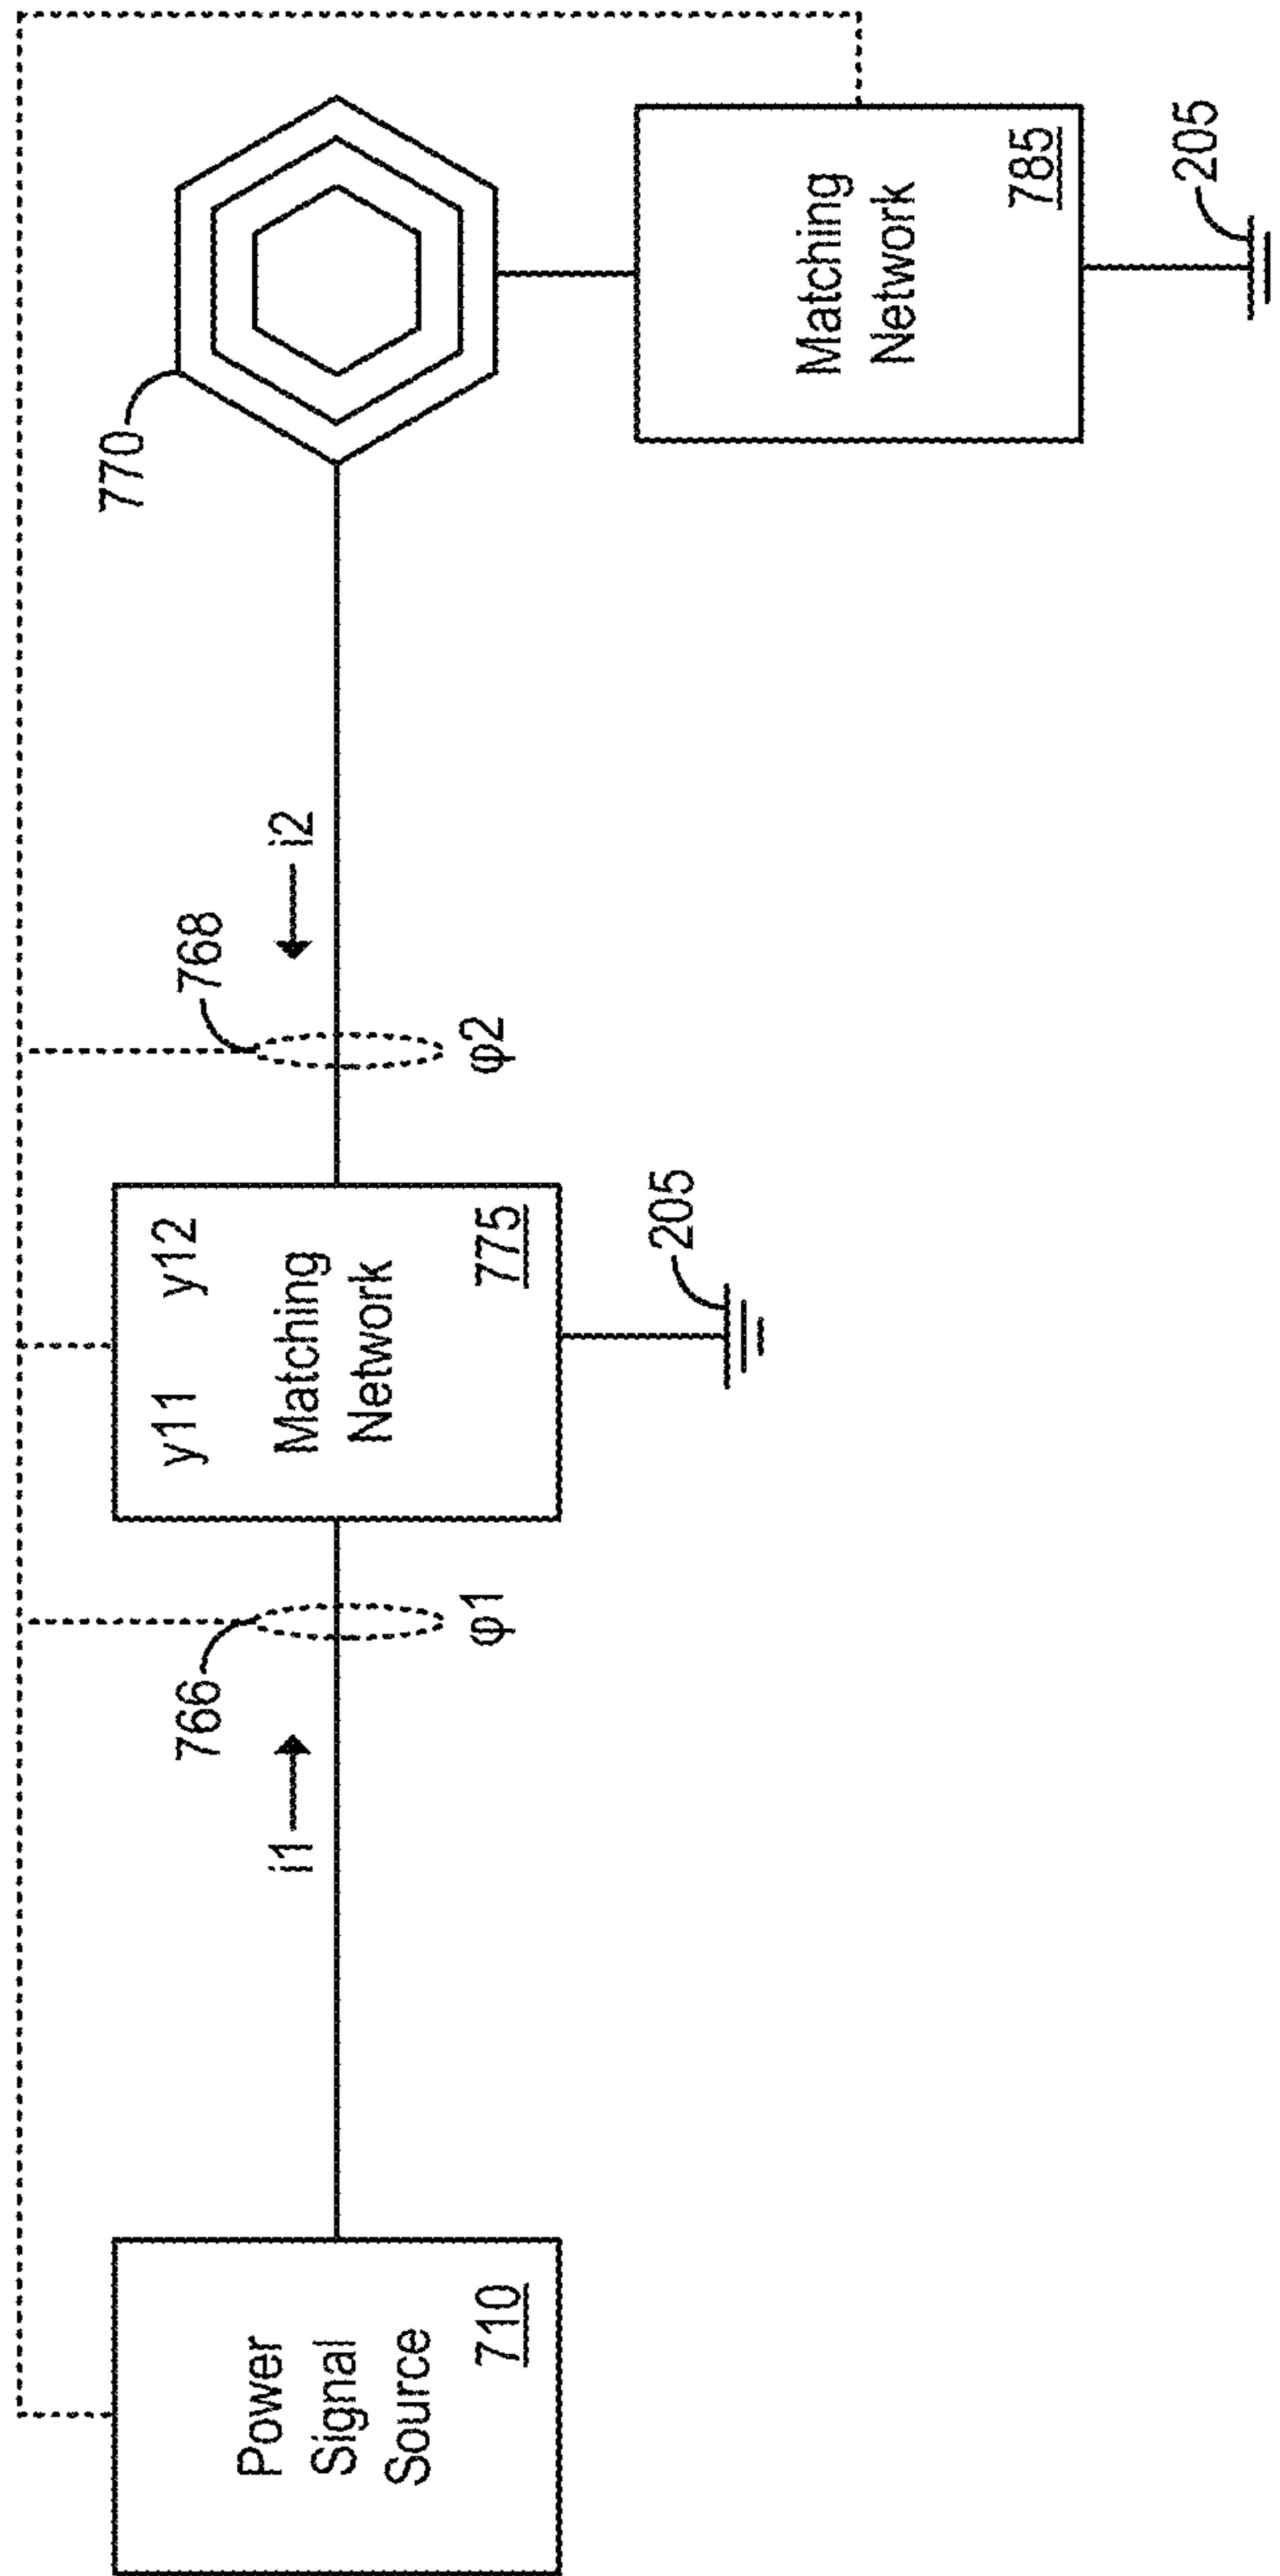 Power
Signal
Source
710
i1
766
φ1
y11 y12
Matching
Network
775
205
768
φ2
i2
770
Matching
Network
785
205